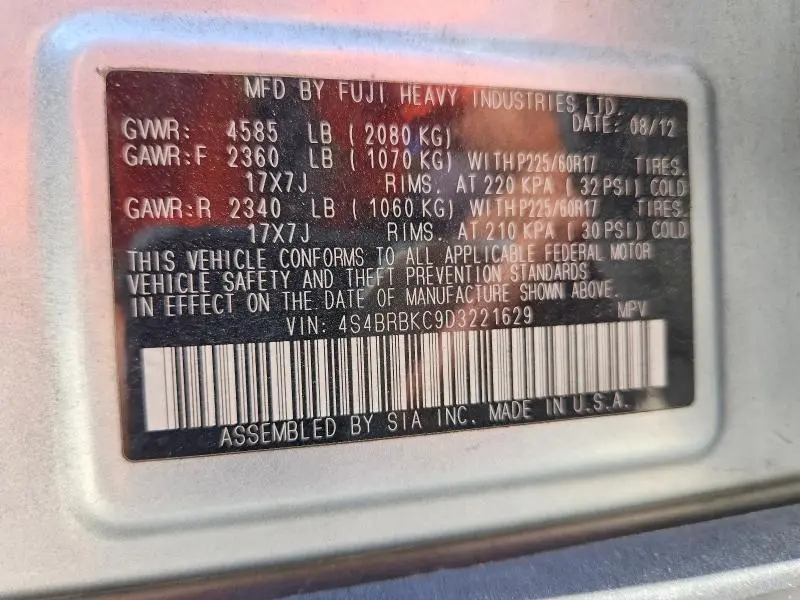 MFD BY FUJI HEAVY INDUSTRIES LTD
DATE: 08/12
GVWR: 4585 LB ( 2080 KG)
GAWR:F 2360 LB ( 1070 KG) WITH P225/60R17 TIRES.
17X7J RIMS. AT 220 KPA ( 32 PSI) COLD
GAWR:R 2340 LB ( 1060 KG) WITH P225/60R17 TIRES.
17X7J RIMS. AT 210 KPA ( 30 PSI) COLD
THIS VEHICLE CONFORMS TO ALL APPLICABLE FEDERAL MOTOR
VEHICLE SAFETY AND THEFT PREVENTION STANDARDS
IN EFFECT ON THE DATE OF MANUFACTURE SHOWN ABOVE.
VIN: 4S4BRBKC9D3221629 MPV
ASSEMBLED BY SIA INC. MADE IN U.S.A.